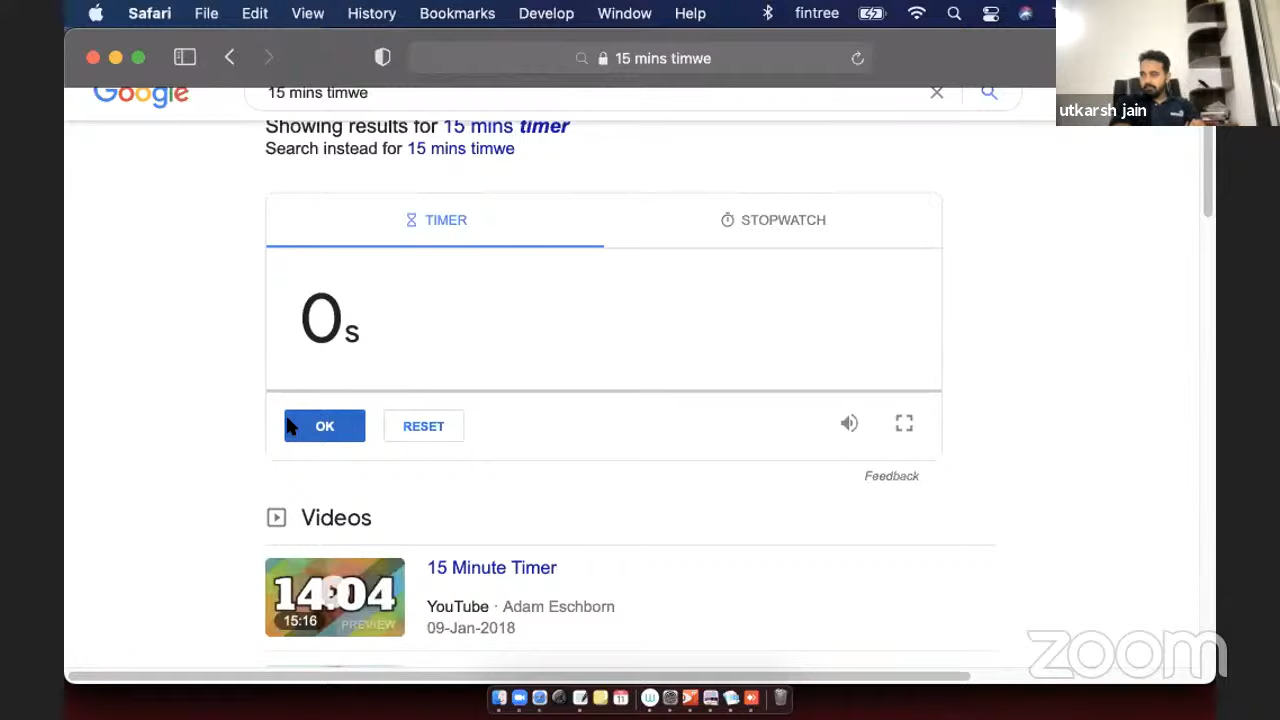 Safari File Edit View History Bookmarks Develop Window Help fintree
15 mins timwe
utkarsh jain
Google 15 mins timwe
Showing results for 15 mins timer
Search instead for 15 mins timwe
TIMER STOPWATCH
0s
OK RESET
Feedback
Videos
14:04
15:16 PREVIEW
15 Minute Timer
YouTube · Adam Eschborn
09-Jan-2018
zoom
11